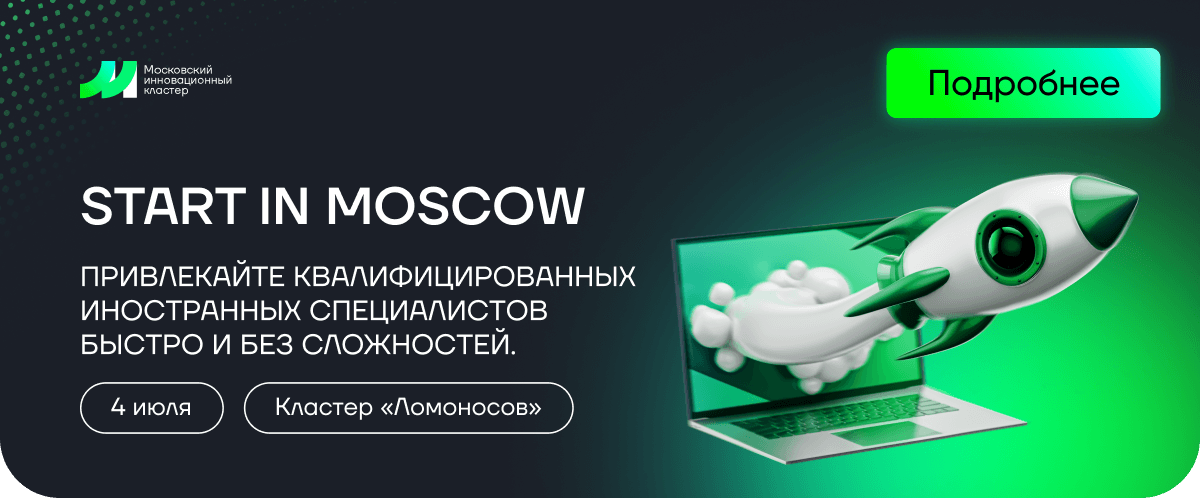 Московский
инновационный
кластер
Подробнее
START IN MOSCOW
ПРИВЛЕКАЙТЕ КВАЛИФИЦИРОВАННЫХ
ИНОСТРАННЫХ СПЕЦИАЛИСТОВ
БЫСТРО И БЕЗ СЛОЖНОСТЕЙ.
4 июля
Кластер «Ломоносов»